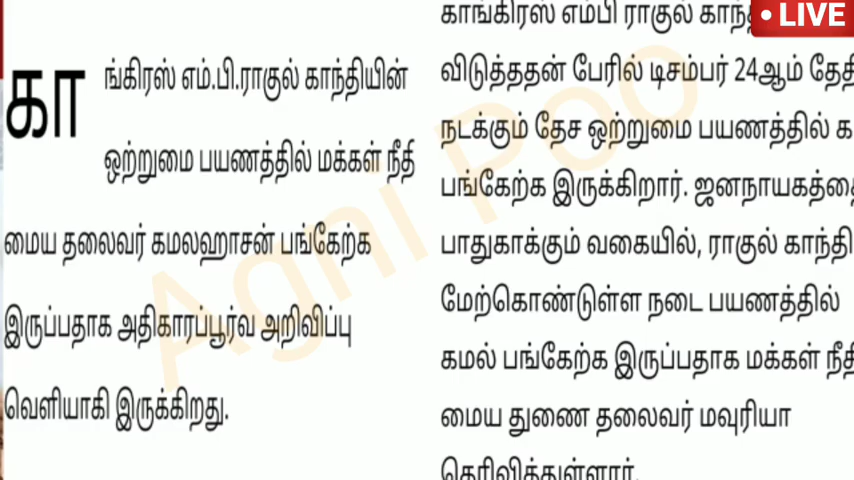 LIVE
கா
ங்கிரஸ் எம்.பி.ராகுல் காந்தியின்
ஒற்றுமை பயணத்தில் மக்கள் நீதி
மைய தலைவர் கமலஹாசன் பங்கேற்க
இருப்பதாக அதிகாரப்பூர்வ அறிவிப்பு
வெளியாகி இருக்கிறது.
காங்கிரஸ் எம்பி ராகுல்
விடுத்ததன் பேரில் டிசம்பர் 24ஆம்
நடக்கும் தேச ஒற்றுமை பயணத்தில்
பங்கேற்க இருக்கிறார்.
பாதுகாக்கும் வகையில், ராகுல் காந்தி
மேற்கொண்டுள்ள நடை பயணத்தில்
கமல் பங்கேற்க இருப்பதாக மக்கள்
மைய துணை தலைவர் மவுரியா
தெரிவித்துள்ளார்.
Agni Poo